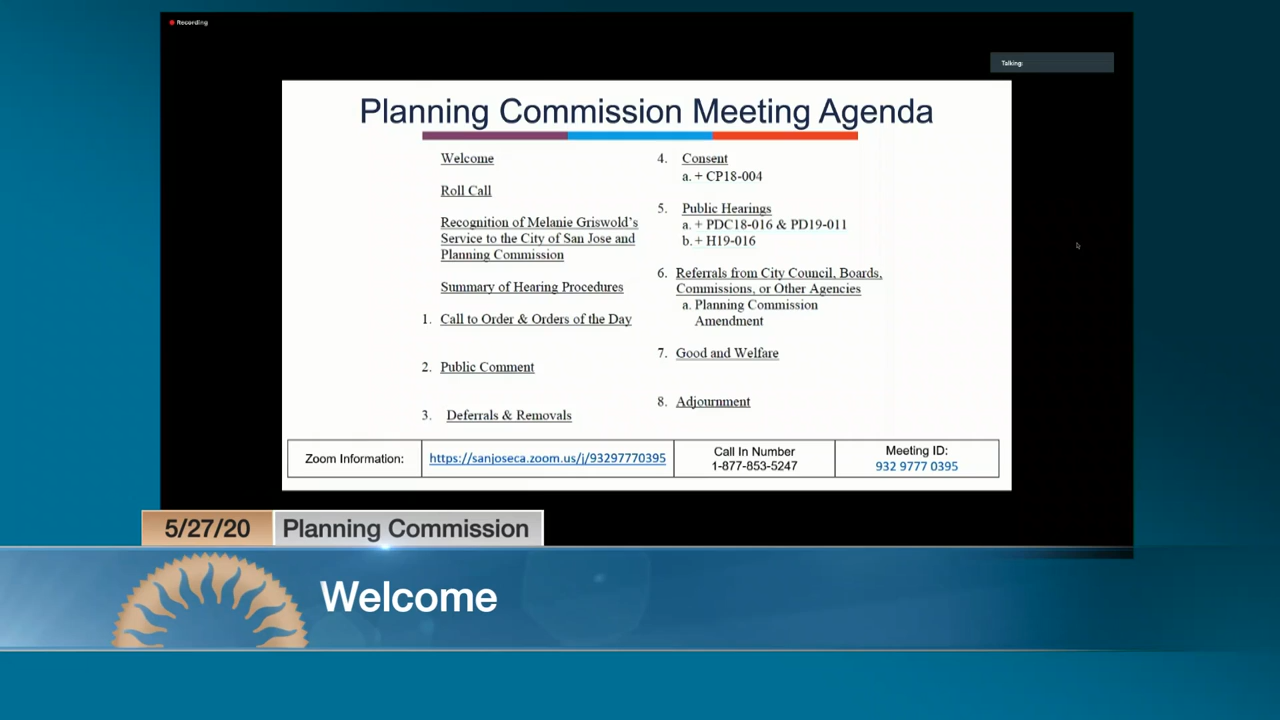 Recording
Talking:
Planning Commission Meeting Agenda
Welcome
Roll Call
Recognition of Melanie Griswold's
Service to the City of San Jose and
Planning Commission
Summary of Hearing Procedures
1. Call to Order & Orders of the Day
2. Public Comment
3. Deferrals & Removals
4. Consent
a. + CP18-004
5. Public Hearings
a. + PDC18-016 & PD19-011
b. + H19-016
6. Referrals from City Council, Boards,
Commissions, or Other Agencies
a. Planning Commission
Amendment
7. Good and Welfare
8. Adjournment
Zoom Information:
https://sanjoseca.zoom.us/j/93297770395
Call In Number
1-877-853-5247
Meeting ID:
932 9777 0395
5/27/20
Planning Commission
Welcome